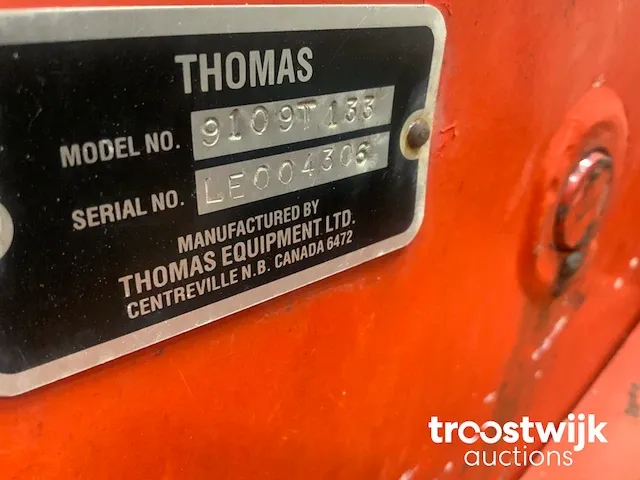 THOMAS
MODEL NO. 9109T133
SERIAL NO. LE004306
MANUFACTURED BY
THOMAS EQUIPMENT LTD.
CENTREVILLE N.B. CANADA 6472
troostwijk
auctions